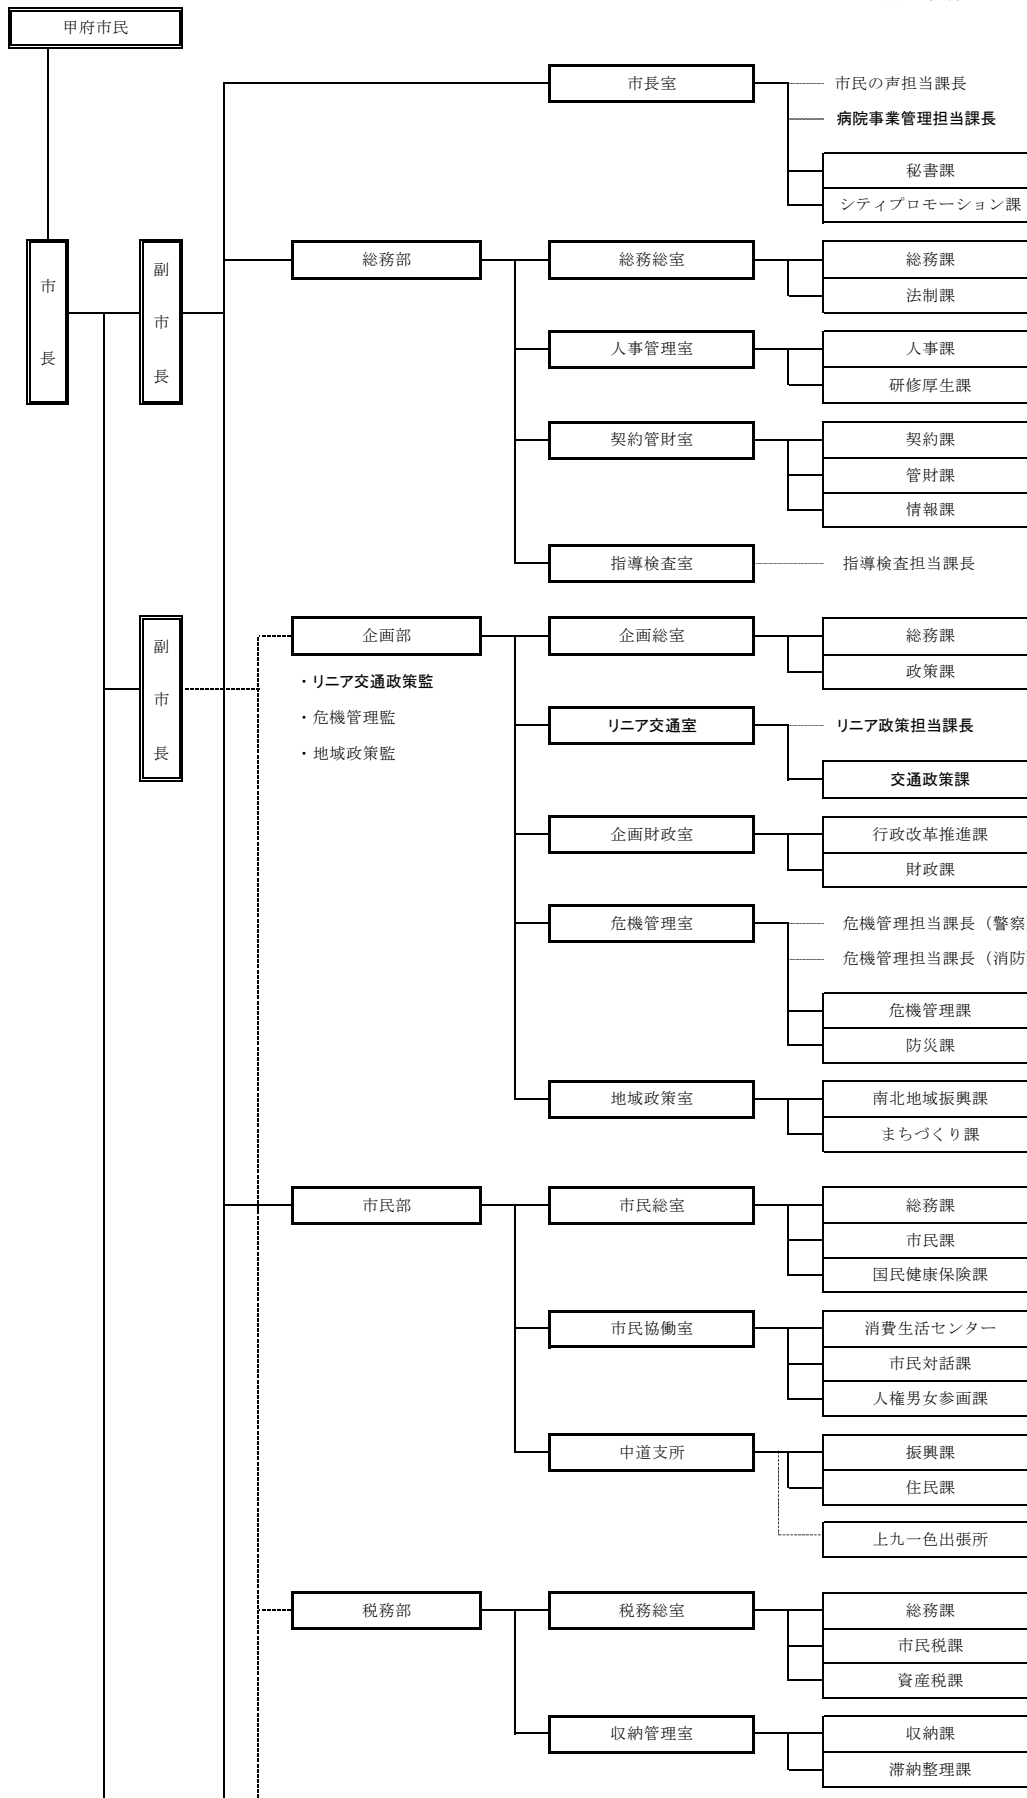 甲府市民
市長室
市民の声担当課長
病院事業管理担当課長
秘書課
シティプロモーション課
市長
副市長
総務部
総務総室
総務課
法制課
人事管理室
人事課
研修厚生課
契約管財室
契約課
管財課
情報課
指導検査室
指導検査担当課長
副市長
企画部
・リニア交通政策監
・危機管理監
・地域政策監
企画総室
総務課
政策課
リニア交通室
リニア政策担当課長
交通政策課
企画財政室
行政改革推進課
財政課
危機管理室
危機管理担当課長（警察
危機管理担当課長（消防
危機管理課
防災課
地域政策室
南北地域振興課
まちづくり課
市民部
市民総室
総務課
市民課
国民健康保険課
市民協働室
消費生活センター
市民対話課
人権男女参画課
中道支所
振興課
住民課
上九一色出張所
税務部
税務総室
総務課
市民税課
資産税課
収納管理室
収納課
滞納整理課